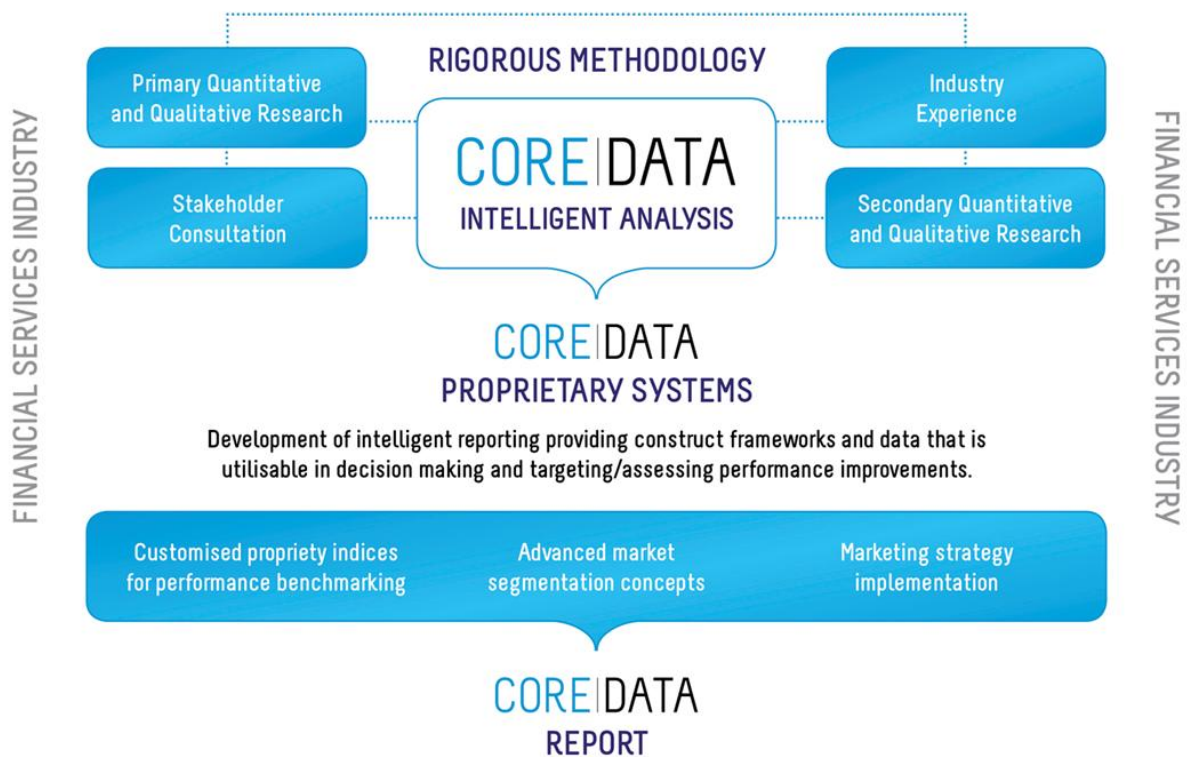 RIGOROUS METHODOLOGY
Primary Quantitative
and Qualitative Research
Industry
Experience
CORE|DATA
INTELLIGENT ANALYSIS
Stakeholder
Consultation
Secondary Quantitative
and Qualitative Research
FINANCIAL SERVICES INDUSTRY
FINANCIAL SERVICES INDUSTRY
CORE|DATA
PROPRIETARY SYSTEMS
Development of intelligent reporting providing construct frameworks and data that is
utilisable in decision making and targeting/assessing performance improvements.
Customised propriety indices
for performance benchmarking
Advanced market
segmentation concepts
Marketing strategy
implementation
CORE|DATA
REPORT